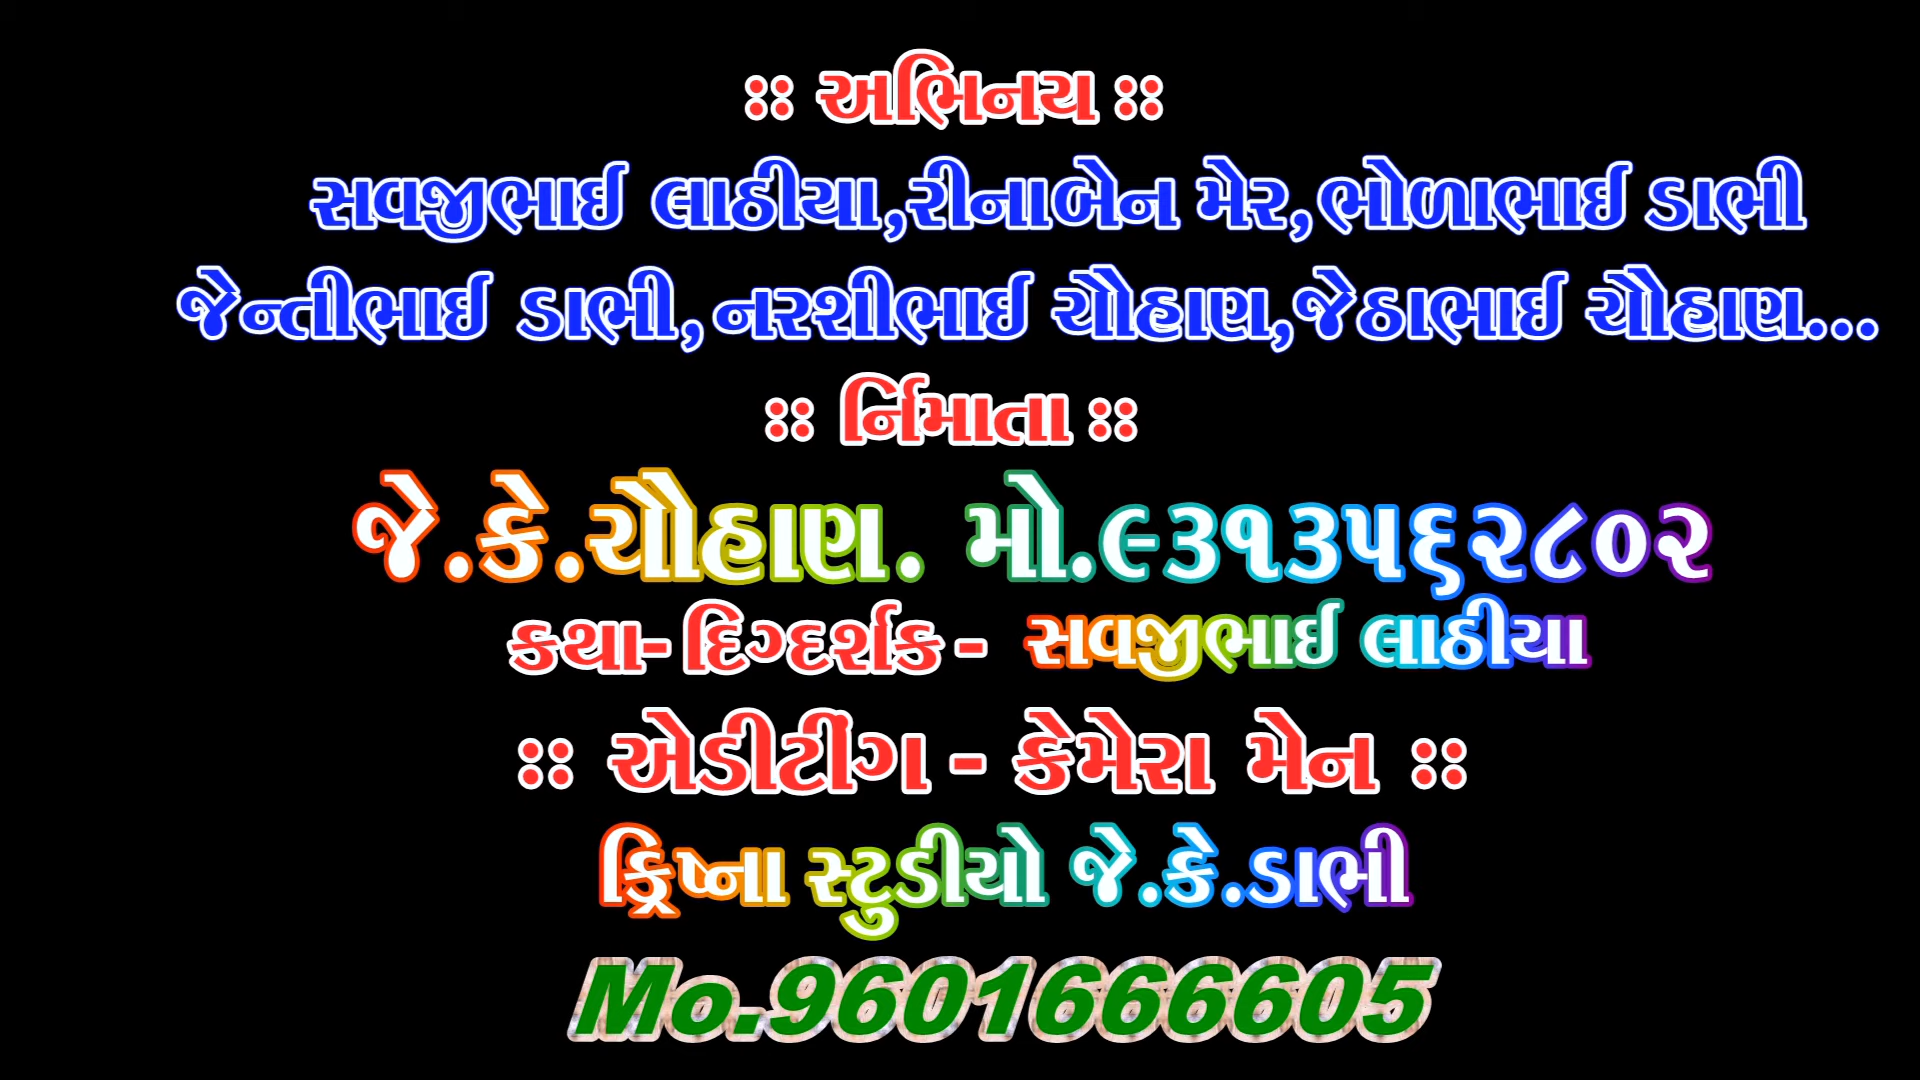 :: અભિનય ::
સવજીભાઈ લાઠીયા,રીનાબેન મેર,ભોળાભાઈ ડાભી
જેન્તીભાઈ ડાભી,નરશીભાઈ ચૌહાણ,જેઠાભાઈ ચૌહાણ...
:: ર્નિમાતા ::
જે.કે.ચૌહાણ. મો.૯૩૧૩૫૬૨૮૦૨
કથા-દિગ્દર્શક - સવજીભાઈ લાઠીયા
:: એડીટીંગ - કેમેરા મેન ::
ક્રિષ્ના સ્ટુડીયો જે.કે.ડાભી
Mo.9601666605